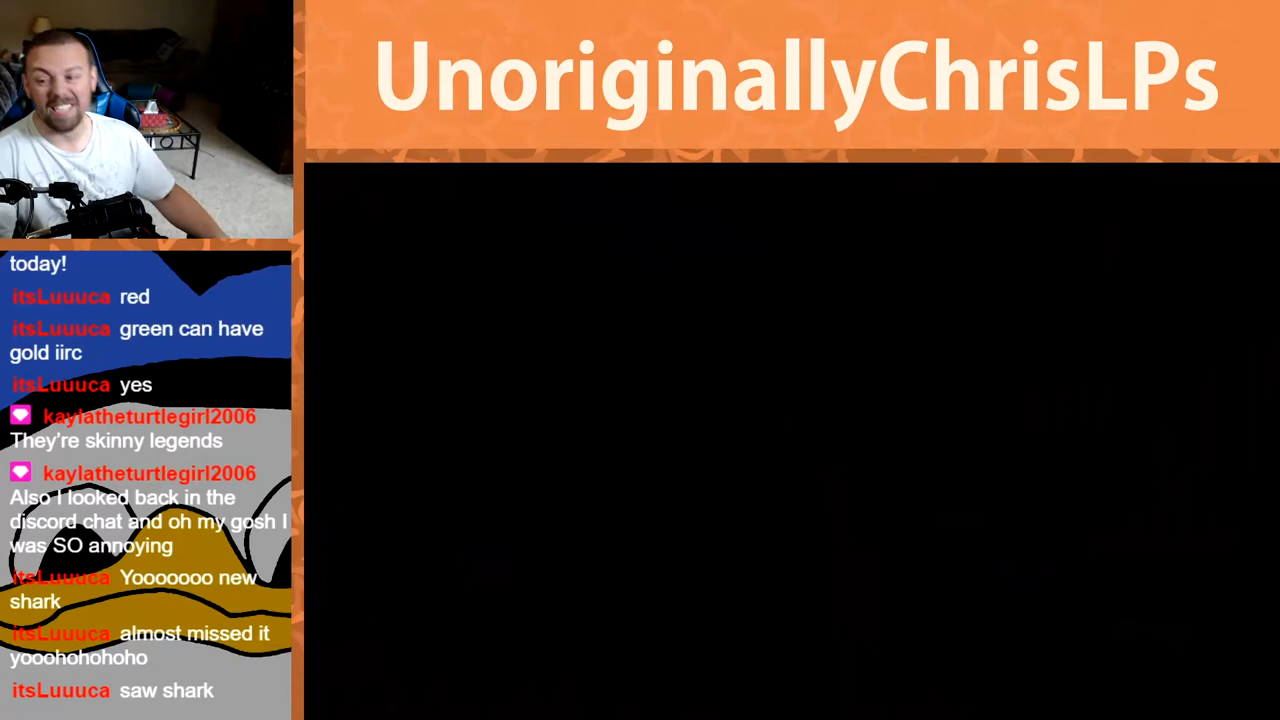 UnoriginallyChrisLPs
today!
itsLuuuca red
itsLuuuca green can have
gold iirc
itsLuuuca yes
kaylatheturtlegirl2006
They're skinny legends
kaylatheturtlegirl2006
Also I looked back in the
discord chat and oh my gosh I
was SO annoying
itsLuuuca Yooooooo new
shark
itsLuuuca almost missed it
yooohohohoho
itsLuuuca saw shark